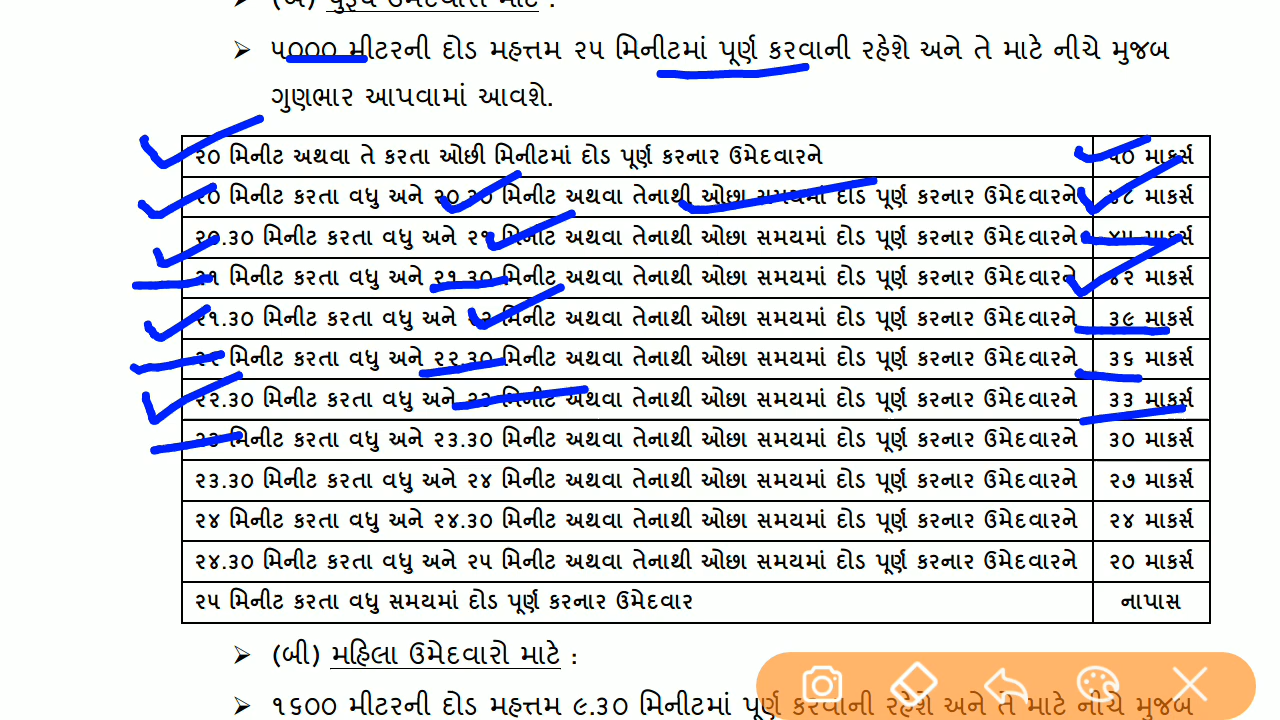 (અ) પુરૂષ ઉમેદવારો માટે :
➢ ૫૦૦૦ મીટરની દોડ મહત્તમ ૨૫ મિનીટમાં પૂર્ણ કરવાની રહેશે અને તે માટે નીચે મુજબ
ગુણભાર આપવામાં આવશે.
૨૦ મિનીટ અથવા તે કરતા ઓછી મિનીટમાં દોડ પૂર્ણ કરનાર ઉમેદવારને ૫૦ માર્ક્સ
૨૦ મિનીટ કરતા વધુ અને ૨૦.૩૦ મિનીટ અથવા તેનાથી ઓછા સમયમાં દોડ પૂર્ણ કરનાર ઉમેદવારને ૪૮ માર્ક્સ
૨૦.૩૦ મિનીટ કરતા વધુ અને ૨૧ મિનીટ અથવા તેનાથી ઓછા સમયમાં દોડ પૂર્ણ કરનાર ઉમેદવારને ૪૫ માર્ક્સ
૨૧ મિનીટ કરતા વધુ અને ૨૧.૩૦ મિનીટ અથવા તેનાથી ઓછા સમયમાં દોડ પૂર્ણ કરનાર ઉમેદવારને ૪૨ માર્ક્સ
૨૧.૩૦ મિનીટ કરતા વધુ અને ૨૨ મિનીટ અથવા તેનાથી ઓછા સમયમાં દોડ પૂર્ણ કરનાર ઉમેદવારને ૩૯ માર્ક્સ
૨૨ મિનીટ કરતા વધુ અને ૨૨.૩૦ મિનીટ અથવા તેનાથી ઓછા સમયમાં દોડ પૂર્ણ કરનાર ઉમેદવારને ૩૬ માર્ક્સ
૨૨.૩૦ મિનીટ કરતા વધુ અને ૨૩ મિનીટ અથવા તેનાથી ઓછા સમયમાં દોડ પૂર્ણ કરનાર ઉમેદવારને ૩૩ માર્ક્સ
૨૩ મિનીટ કરતા વધુ અને ૨૩.૩૦ મિનીટ અથવા તેનાથી ઓછા સમયમાં દોડ પૂર્ણ કરનાર ઉમેદવારને ૩૦ માર્ક્સ
૨૩.૩૦ મિનીટ કરતા વધુ અને ૨૪ મિનીટ અથવા તેનાથી ઓછા સમયમાં દોડ પૂર્ણ કરનાર ઉમેદવારને ૨૭ માર્ક્સ
૨૪ મિનીટ કરતા વધુ અને ૨૪.૩૦ મિનીટ અથવા તેનાથી ઓછા સમયમાં દોડ પૂર્ણ કરનાર ઉમેદવારને ૨૪ માર્ક્સ
૨૪.૩૦ મિનીટ કરતા વધુ અને ૨૫ મિનીટ અથવા તેનાથી ઓછા સમયમાં દોડ પૂર્ણ કરનાર ઉમેદવારને ૨૦ માર્ક્સ
૨૫ મિનીટ કરતા વધુ સમયમાં દોડ પૂર્ણ કરનાર ઉમેદવાર નાપાસ
➢ (બી) મહિલા ઉમેદવારો માટે :
➢ ૧૬૦૦ મીટરની દોડ મહત્તમ ૯.૩૦ મિનીટમાં પૂર્ણ કરવાની રહેશે અને તે માટે નીચે મુજબ